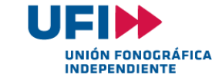 UFI
UNIÓN FONOGRÁFICA
INDEPENDIENTE